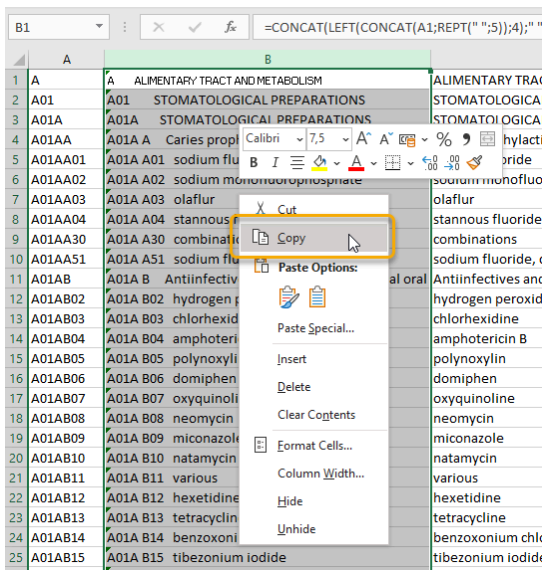 B1 fx =CONCAT(LEFT(CONCAT(A1;REPT(" ";5));4);" "
A B
1 A A ALIMENTARY TRACT AND METABOLISM ALIMENTARY TRAC
2 A01 A01 STOMATOLOGICAL PREPARATIONS STOMATOLOGICA
3 A01A A01A STOMATOLOGICAL PREPARATIONS STOMATOLOGICA
Calibri 7,5 A^ A˅ % 9
4 A01AA A01A A Caries proph hylacti
B I A
5 A01AA01 A01A A01 sodium flu oride
6 A01AA02 A01A A02 sodium monofluorophosphate sodium monofluo
7 A01AA03 A01A A03 olaflur olaflur
Cut
8 A01AA04 A01A A04 stannous stannous fluoride
Copy
9 A01AA30 A01A A30 combinati combinations
10 A01AA51 A01A A51 sodium flu sodium fluoride, c
Paste Options:
11 A01AB A01A B Antiinfectiv al oral Antiinfectives and
12 A01AB02 A01A B02 hydrogen p hydrogen peroxid
13 A01AB03 A01A B03 chlorhexid chlorhexidine
Paste Special...
14 A01AB04 A01A B04 amphoteri amphotericin B
15 A01AB05 A01A B05 polynoxyli polynoxylin
Insert
16 A01AB06 A01A B06 domiphen domiphen
Delete
17 A01AB07 A01A B07 oxyquinoli oxyquinoline
Clear Contents
18 A01AB08 A01A B08 neomycin neomycin
19 A01AB09 A01A B09 miconazole miconazole
Format Cells...
20 A01AB10 A01A B10 natamycin natamycin
21 A01AB11 A01A B11 various various
Column Width...
22 A01AB12 A01A B12 hexetidine hexetidine
Hide
23 A01AB13 A01A B13 tetracycline tetracycline
Unhide
24 A01AB14 A01A B14 benzoxoni benzoxonium chlo
25 A01AB15 A01A B15 tibezonium iodide tibezonium iodide